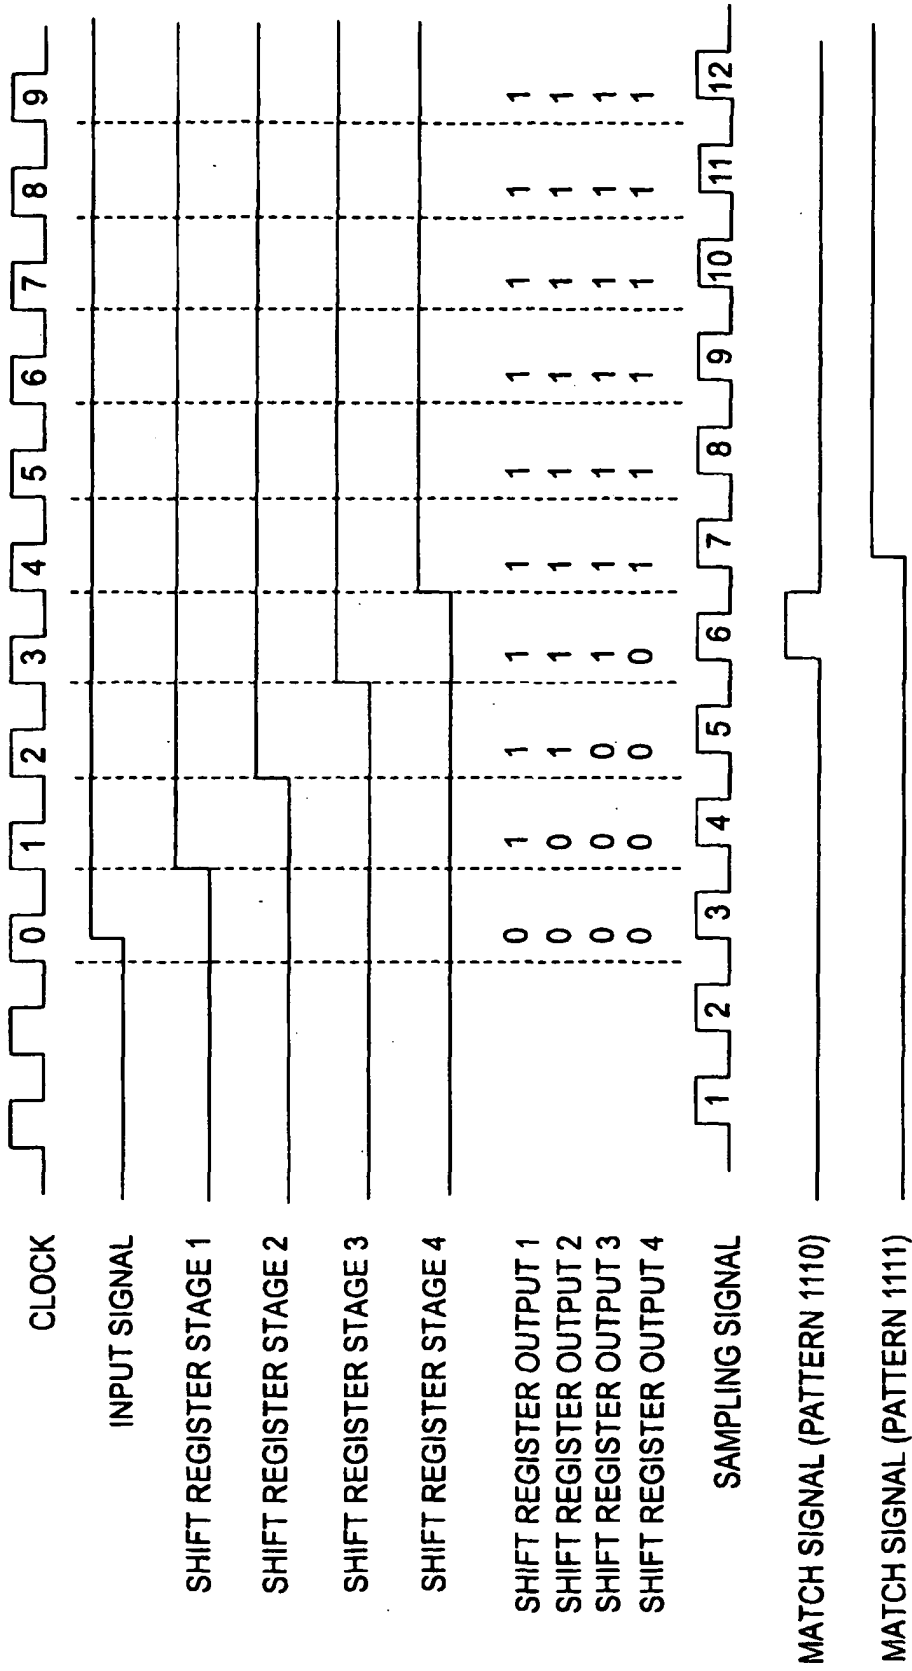 CLOCK 0 1 2 3 4 5 6 7 8 9
INPUT SIGNAL
SHIFT REGISTER STAGE 1
SHIFT REGISTER STAGE 2
SHIFT REGISTER STAGE 3
SHIFT REGISTER STAGE 4
SHIFT REGISTER OUTPUT 1 0 1 1 1 1 1 1 1 1 1
SHIFT REGISTER OUTPUT 2 0 0 1 1 1 1 1 1 1 1
SHIFT REGISTER OUTPUT 3 0 0 0 1 1 1 1 1 1 1
SHIFT REGISTER OUTPUT 4 0 0 0 0 1 1 1 1 1 1
SAMPLING SIGNAL 1 2 3 4 5 6 7 8 9 10 11 12
MATCH SIGNAL (PATTERN 1110)
MATCH SIGNAL (PATTERN 1111)